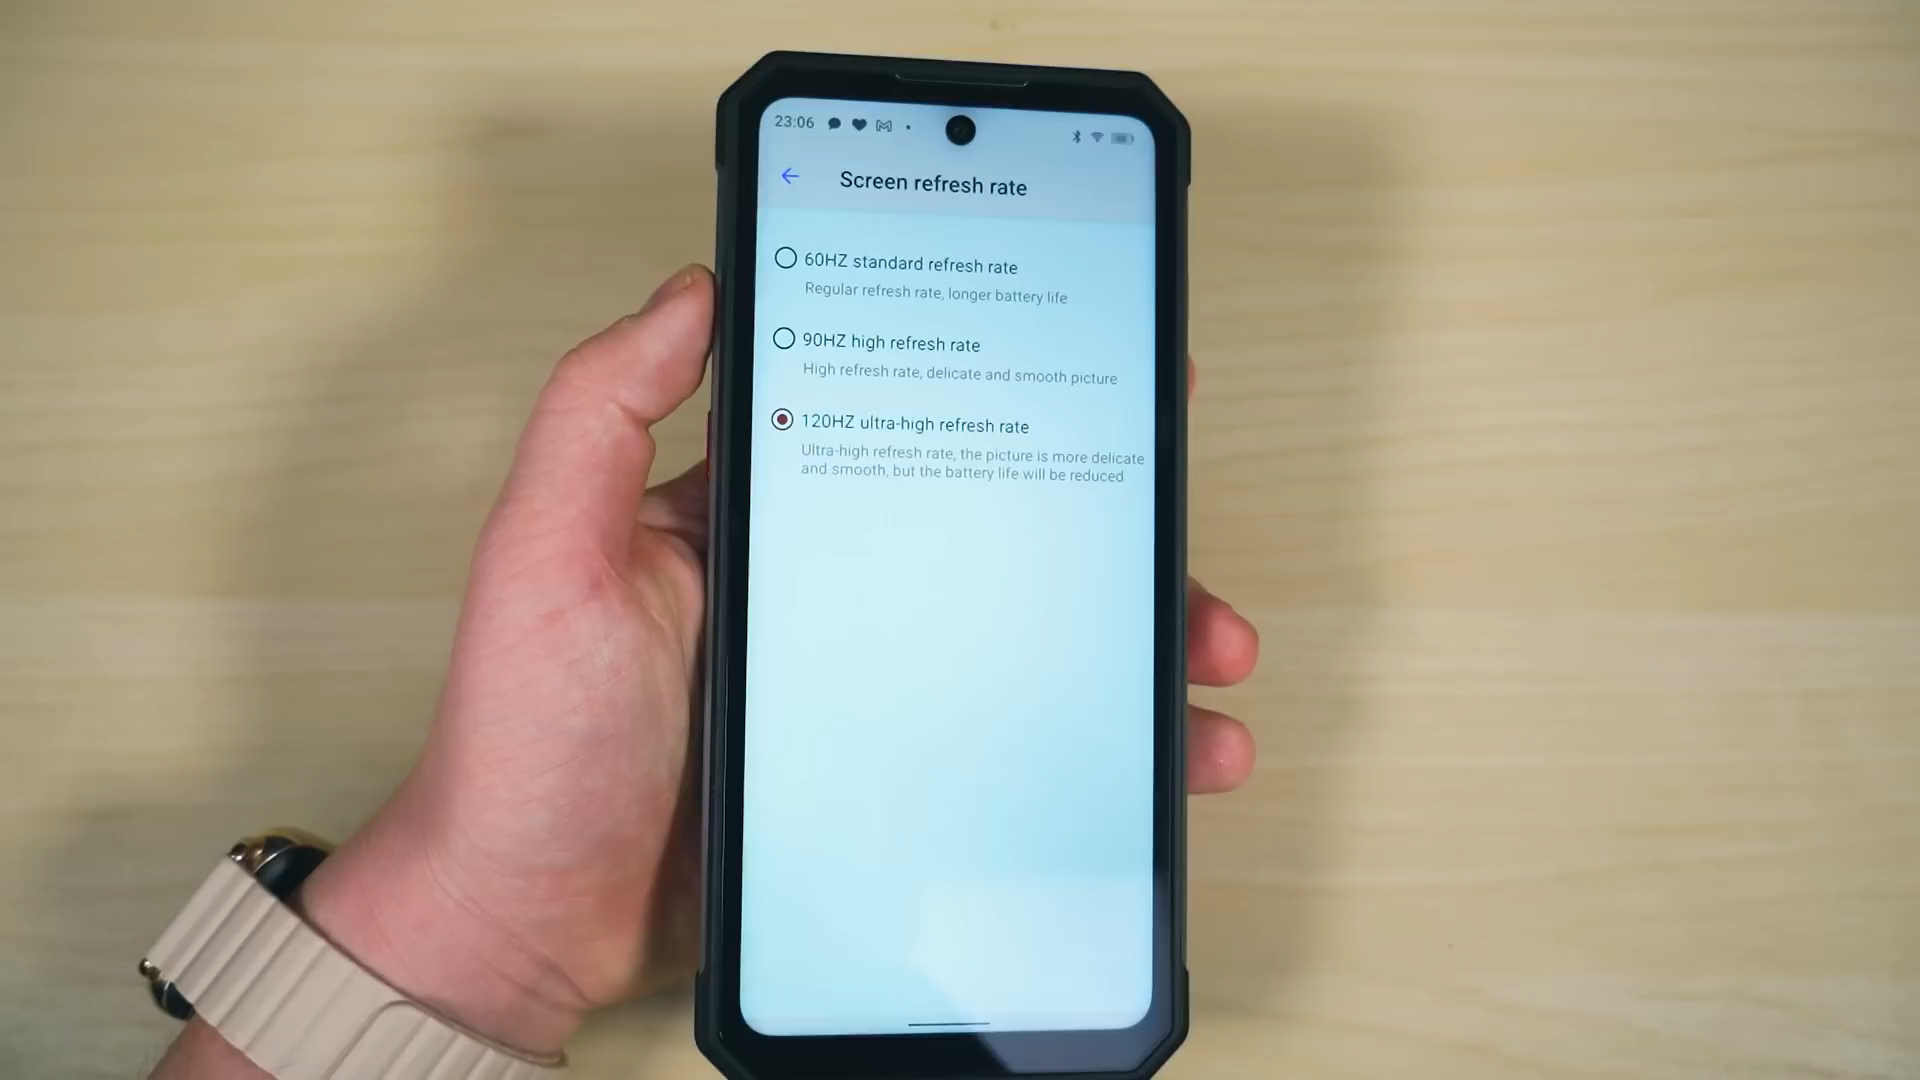 23:06
Screen refresh rate
60HZ standard refresh rate
Regular refresh rate, longer battery life
90HZ high refresh rate
High refresh rate, delicate and smooth picture
120HZ ultra-high refresh rate
Ultra-high refresh rate, the picture is more delicate
and smooth, but the battery life will be reduced